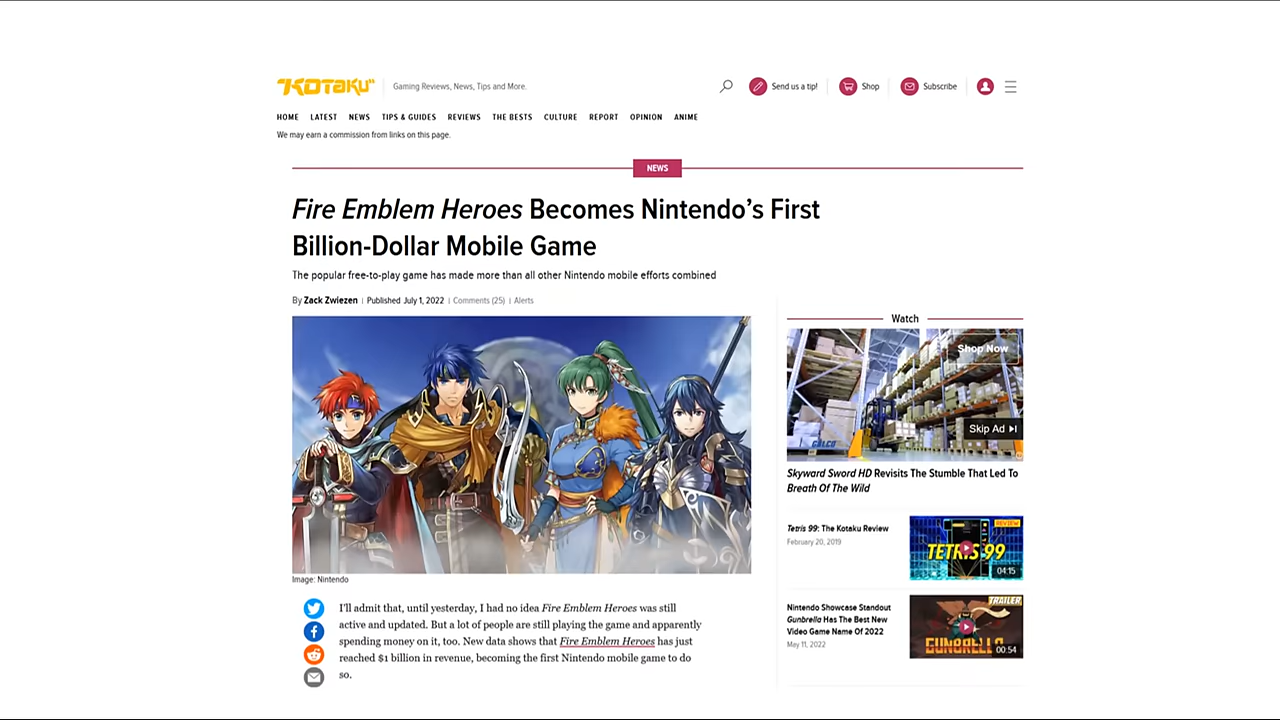 KOTAKU
Gaming Reviews, News, Tips and More.
Send us a tip!
Shop
Subscribe
HOME LATEST NEWS TIPS & GUIDES REVIEWS THE BESTS CULTURE REPORT OPINION ANIME
We may earn a commission from links on this page.
NEWS
Fire Emblem Heroes Becomes Nintendo's First
Billion-Dollar Mobile Game
The popular free-to-play game has made more than all other Nintendo mobile efforts combined
By Zack Zwiezen | Published July 1, 2022 | Comments (25) | Alerts
Image: Nintendo
I'll admit that, until yesterday, I had no idea Fire Emblem Heroes was still
active and updated. But a lot of people are still playing the game and apparently
spending money on it, too. New data shows that Fire Emblem Heroes has just
reached $1 billion in revenue, becoming the first Nintendo mobile game to do
so.
Watch
Shop Now
Skip Ad
GALCO
Skyward Sword HD Revisits The Stumble That Led To
Breath Of The Wild
Tetris 99: The Kotaku Review
February 20, 2019
REVIEW
TETRIS 99
04:15
Nintendo Showcase Standout
Gunbrella Has The Best New
Video Game Name Of 2022
May 11, 2022
TRAILER
GUNBRELLA
00:54